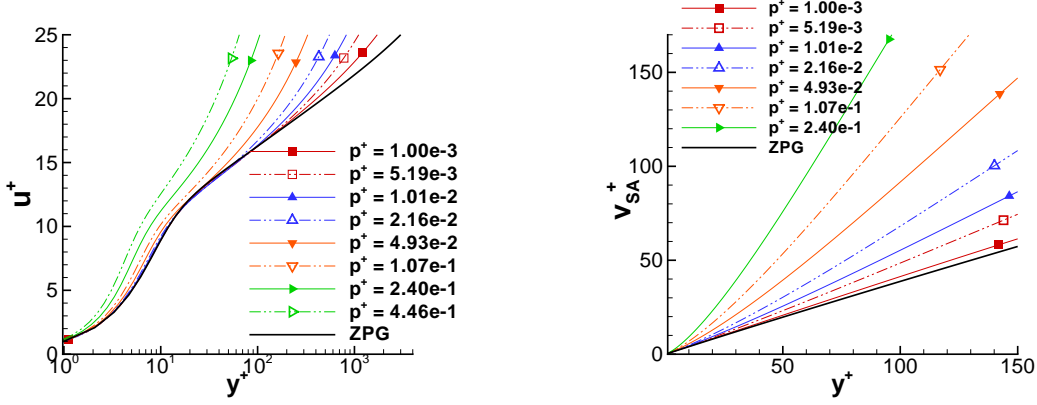 25
20
15
10
5
0
u+
10^0
10^1
10^2
10^3
y+
p+ = 1.00e-3
p+ = 5.19e-3
p+ = 1.01e-2
p+ = 2.16e-2
p+ = 4.93e-2
p+ = 1.07e-1
p+ = 2.40e-1
p+ = 4.46e-1
ZPG
p+ = 1.00e-3
p+ = 5.19e-3
p+ = 1.01e-2
p+ = 2.16e-2
p+ = 4.93e-2
p+ = 1.07e-1
p+ = 2.40e-1
ZPG
150
100
50
0
vSA+
50
100
150
y+